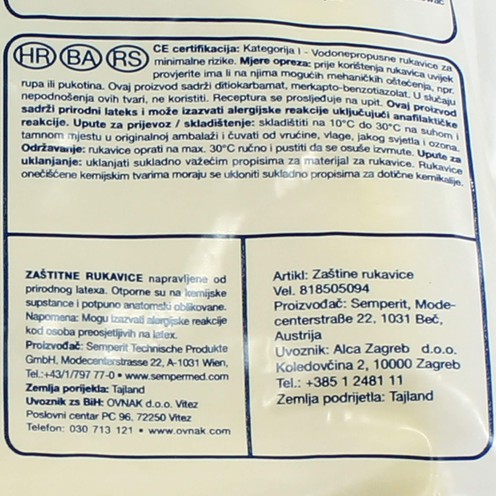 HR BA RS CE certifikacija: Kategorija I - Vodonepropusne rukavice za
minimalne rizike. Mjere opreza: prije korištenja rukavica uvijek
provjerite ima li na njima mogućih mehaničkih oštećenja, npr.
rupa ili pukotina. Ovaj proizvod sadrži ditiokarbamat, merkapto-benzotiazolat. U slučaju
nepodnošenja ovih tvari, ne koristiti. Receptura se prosljeđuje na upit. Ovaj proizvod
sadrži prirodni lateks i može izazvati alergijske reakcije uključujući anafilaktičke
reakcije. Upute za prijevoz / skladištenje: skladištiti na 10°C do 30°C na suhom i
tamnom mjestu u originalnoj ambalaži i čuvati od vrućine, vlage, jakog svjetla i ozona.
Održavanje: rukavice oprati na max. 30°C ručno i pustiti da se osuše izvrnute. Upute za
uklanjanje: uklanjati sukladno važećim propisima za materijal za rukavice. Rukavice
onečišćene kemijskim tvarima moraju se ukloniti sukladno propisima za dotične kemikalije.
ZAŠTITNE RUKAVICE napravljene od
prirodnog latexa. Otporne su na kemijske
supstance i potpuno anatomski oblikovane.
Napomena: Mogu izazvati alergijske reakcije
kod osoba preosjetljivih na latex.
Proizvođač: Semperit Technische Produkte
GmbH, Modecenterstrasse 22, A-1031 Wien,
Tel.:+43/1/797 77-0 • www.sempermed.com
Zemlja porijekla: Tajland
Uvoznik zs BiH: OVNAK d.o.o. Vitez
Poslovni centar PC 96, 72250 Vitez
Telefon: 030 713 121 • www.ovnak.com
Artikl: Zaštine rukavice
Vel. 818505094
Proizvođač: Semperit, Mode-
centerstraße 22, 1031 Beč,
Austrija
Uvoznik: Alca Zagreb d.o.o.
Koledovčina 2, 10000 Zagreb
Tel.: +385 1 2481 11
Zemlja podrijetla: Tajland